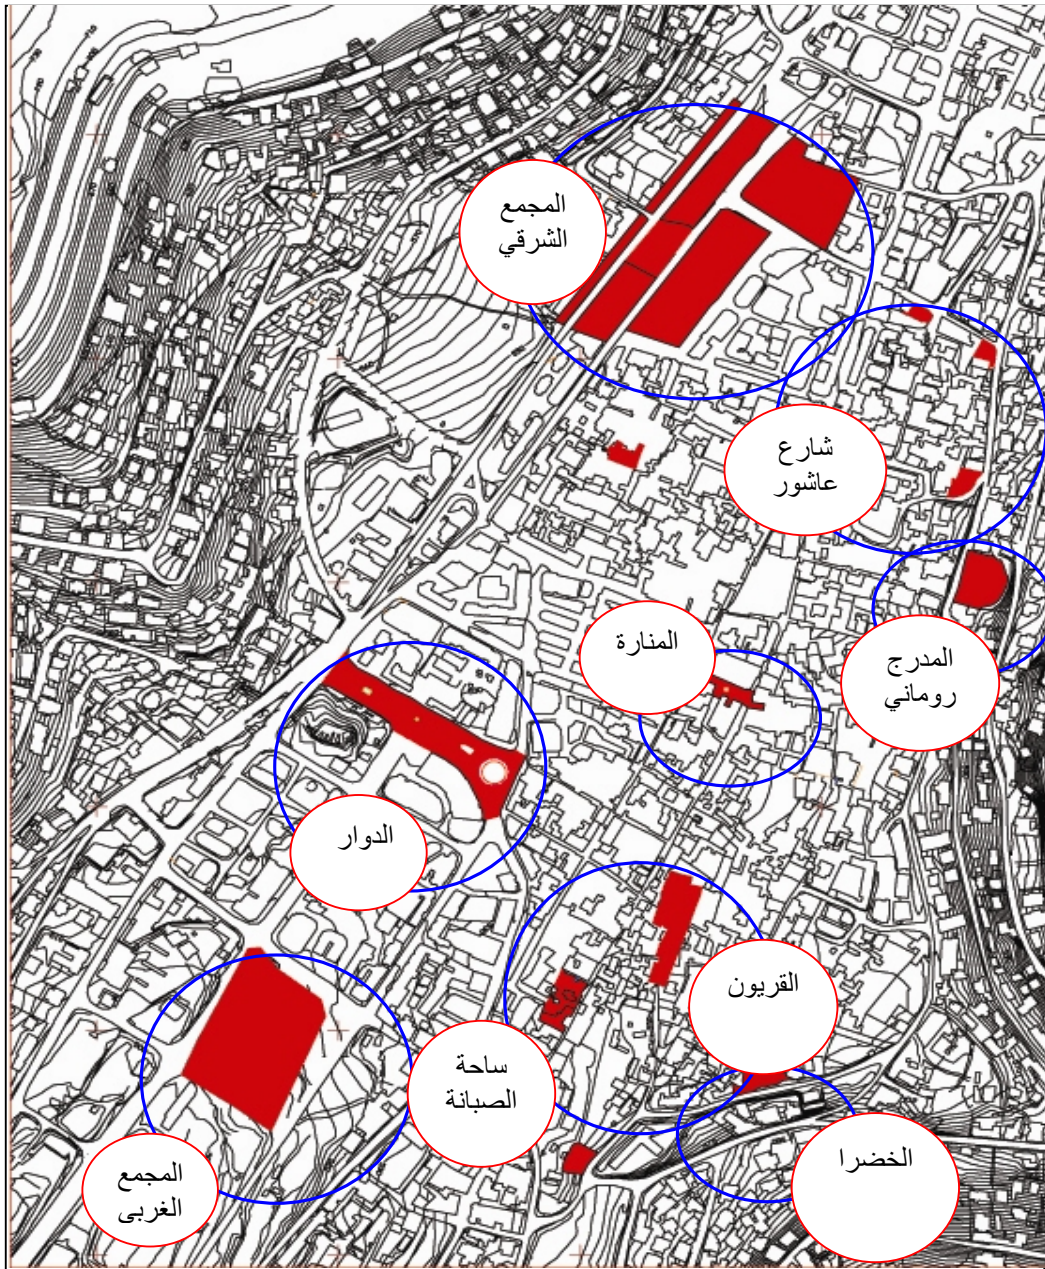 المجمع
الشرقي
شارع
عاشور
المنارة
المدرج
روماني
الدوار
القريون
ساحة
الصبانة
الخضرا
المجمع
الغربى